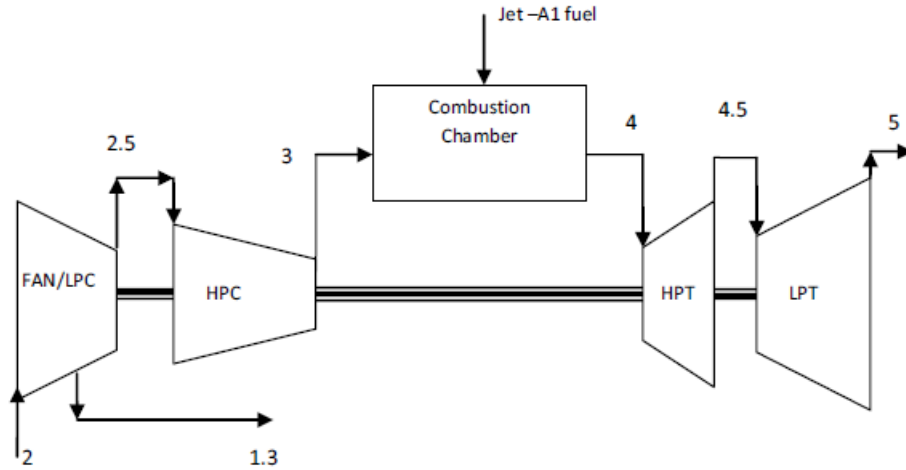 Jet –A1 fuel
Combustion
Chamber
2.5
3
4
4.5
5
FAN/LPC
HPC
HPT
LPT
2
1.3